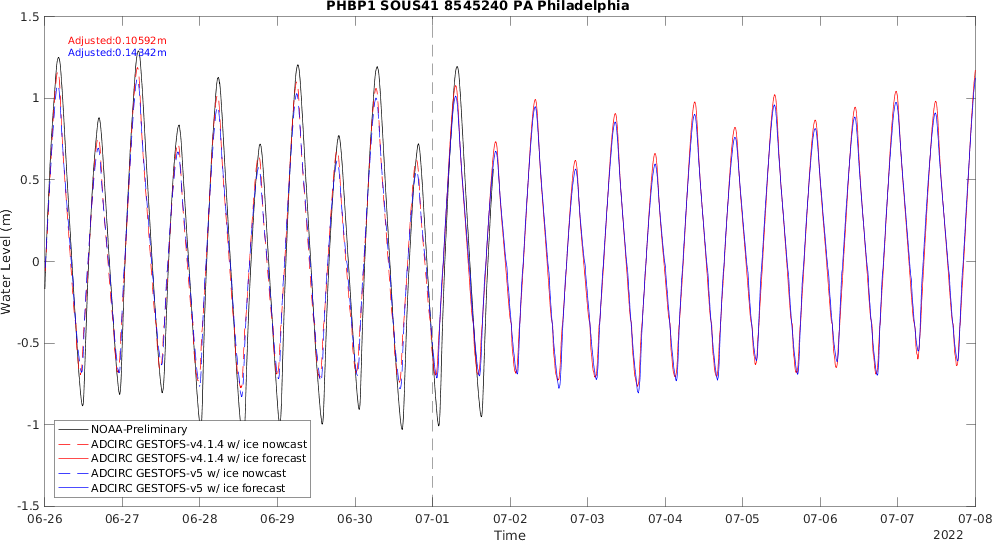 PHBP1 SOUS41 8545240 PA Philadelphia
Adjusted:0.10592m
Adjusted:0.14342m
1.5
1
0.5
0
-0.5
-1
-1.5
Water Level (m)
NOAA-Preliminary
ADCIRC GESTOFS-v4.1.4 w/ ice nowcast
ADCIRC GESTOFS-v4.1.4 w/ ice forecast
ADCIRC GESTOFS-v5 w/ ice nowcast
ADCIRC GESTOFS-v5 w/ ice forecast
06-26 06-27 06-28 06-29 06-30 07-01 07-02 07-03 07-04 07-05 07-06 07-07 07-08
Time
2022